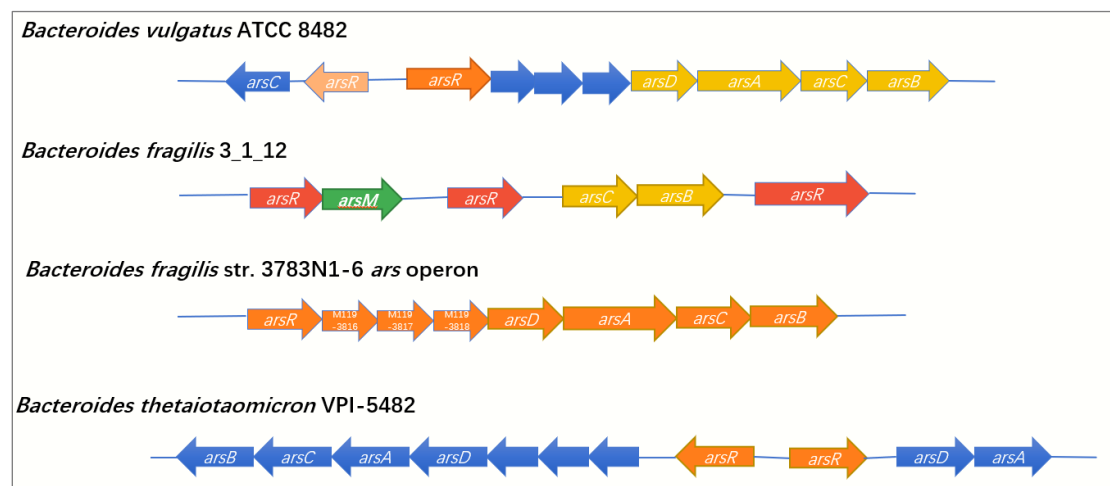 Bacteroides vulgatus ATCC 8482
arsC arsR arsR arsD arsA arsC arsB
Bacteroides fragilis 3_1_12
arsR arsM arsR arsC arsB arsR
Bacteroides fragilis str. 3783N1-6 ars operon
arsR M119 -3816 M119 -3817 M119 -3818 arsD arsA arsC arsB
Bacteroides thetaiotaomicron VPI-5482
arsB arsC arsA arsD arsR arsR arsD arsA